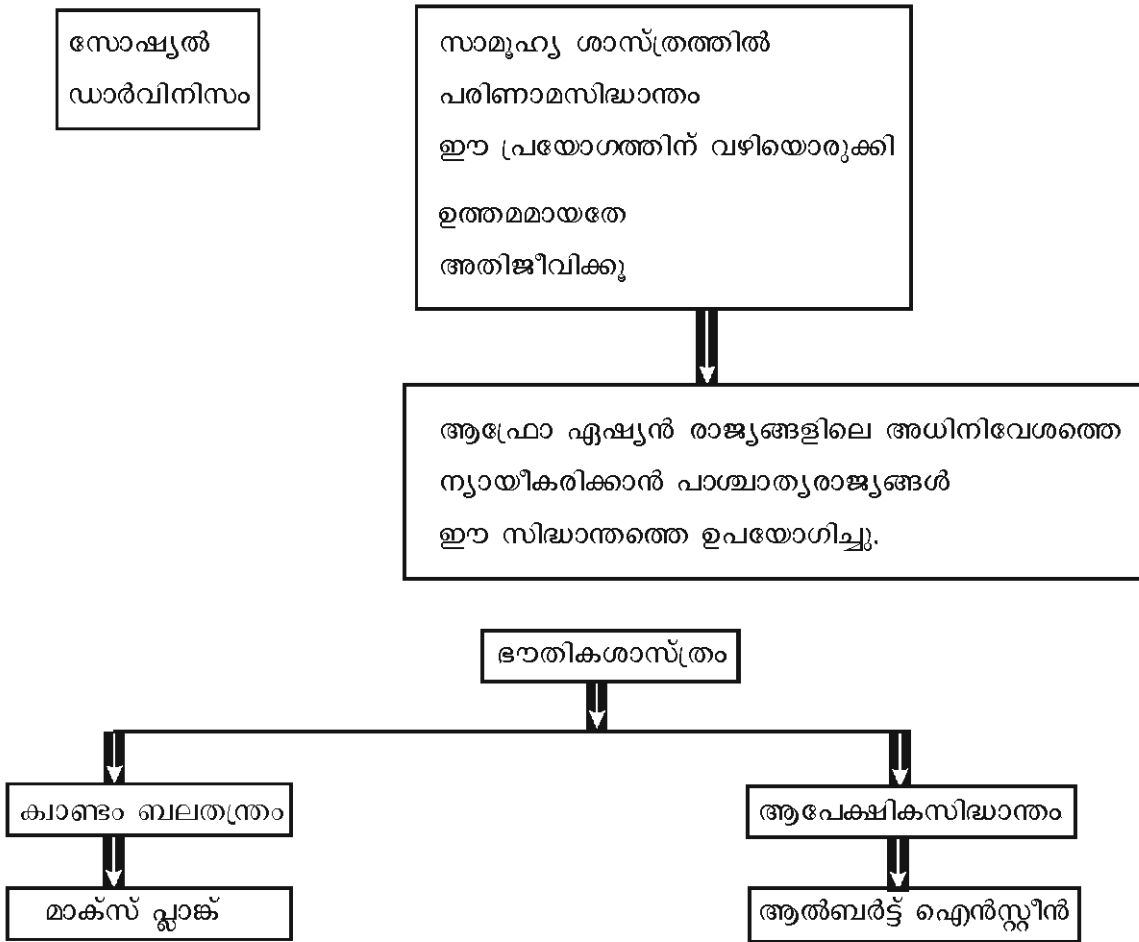 സോഷ്യൽ
ഡാർവിനിസം
സാമൂഹ്യ ശാസ്ത്രത്തിൽ
പരിണാമസിദ്ധാന്തം
ഈ പ്രയോഗത്തിന് വഴിയൊരുക്കി
ഉത്തമമായതേ
അതിജീവിക്കൂ
ആഫ്രോ ഏഷ്യൻ രാജ്യങ്ങളിലെ അധിനിവേശത്തെ
ന്യായീകരിക്കാൻ പാശ്ചാത്യരാജ്യങ്ങൾ
ഈ സിദ്ധാന്തത്തെ ഉപയോഗിച്ചു.
ഭൗതികശാസ്ത്രം
ക്വാണ്ടം ബലതന്ത്രം
ആപേക്ഷികസിദ്ധാന്തം
മാക്സ് പ്ലാങ്ക്
ആൽബർട്ട് ഐൻസ്റ്റീൻ